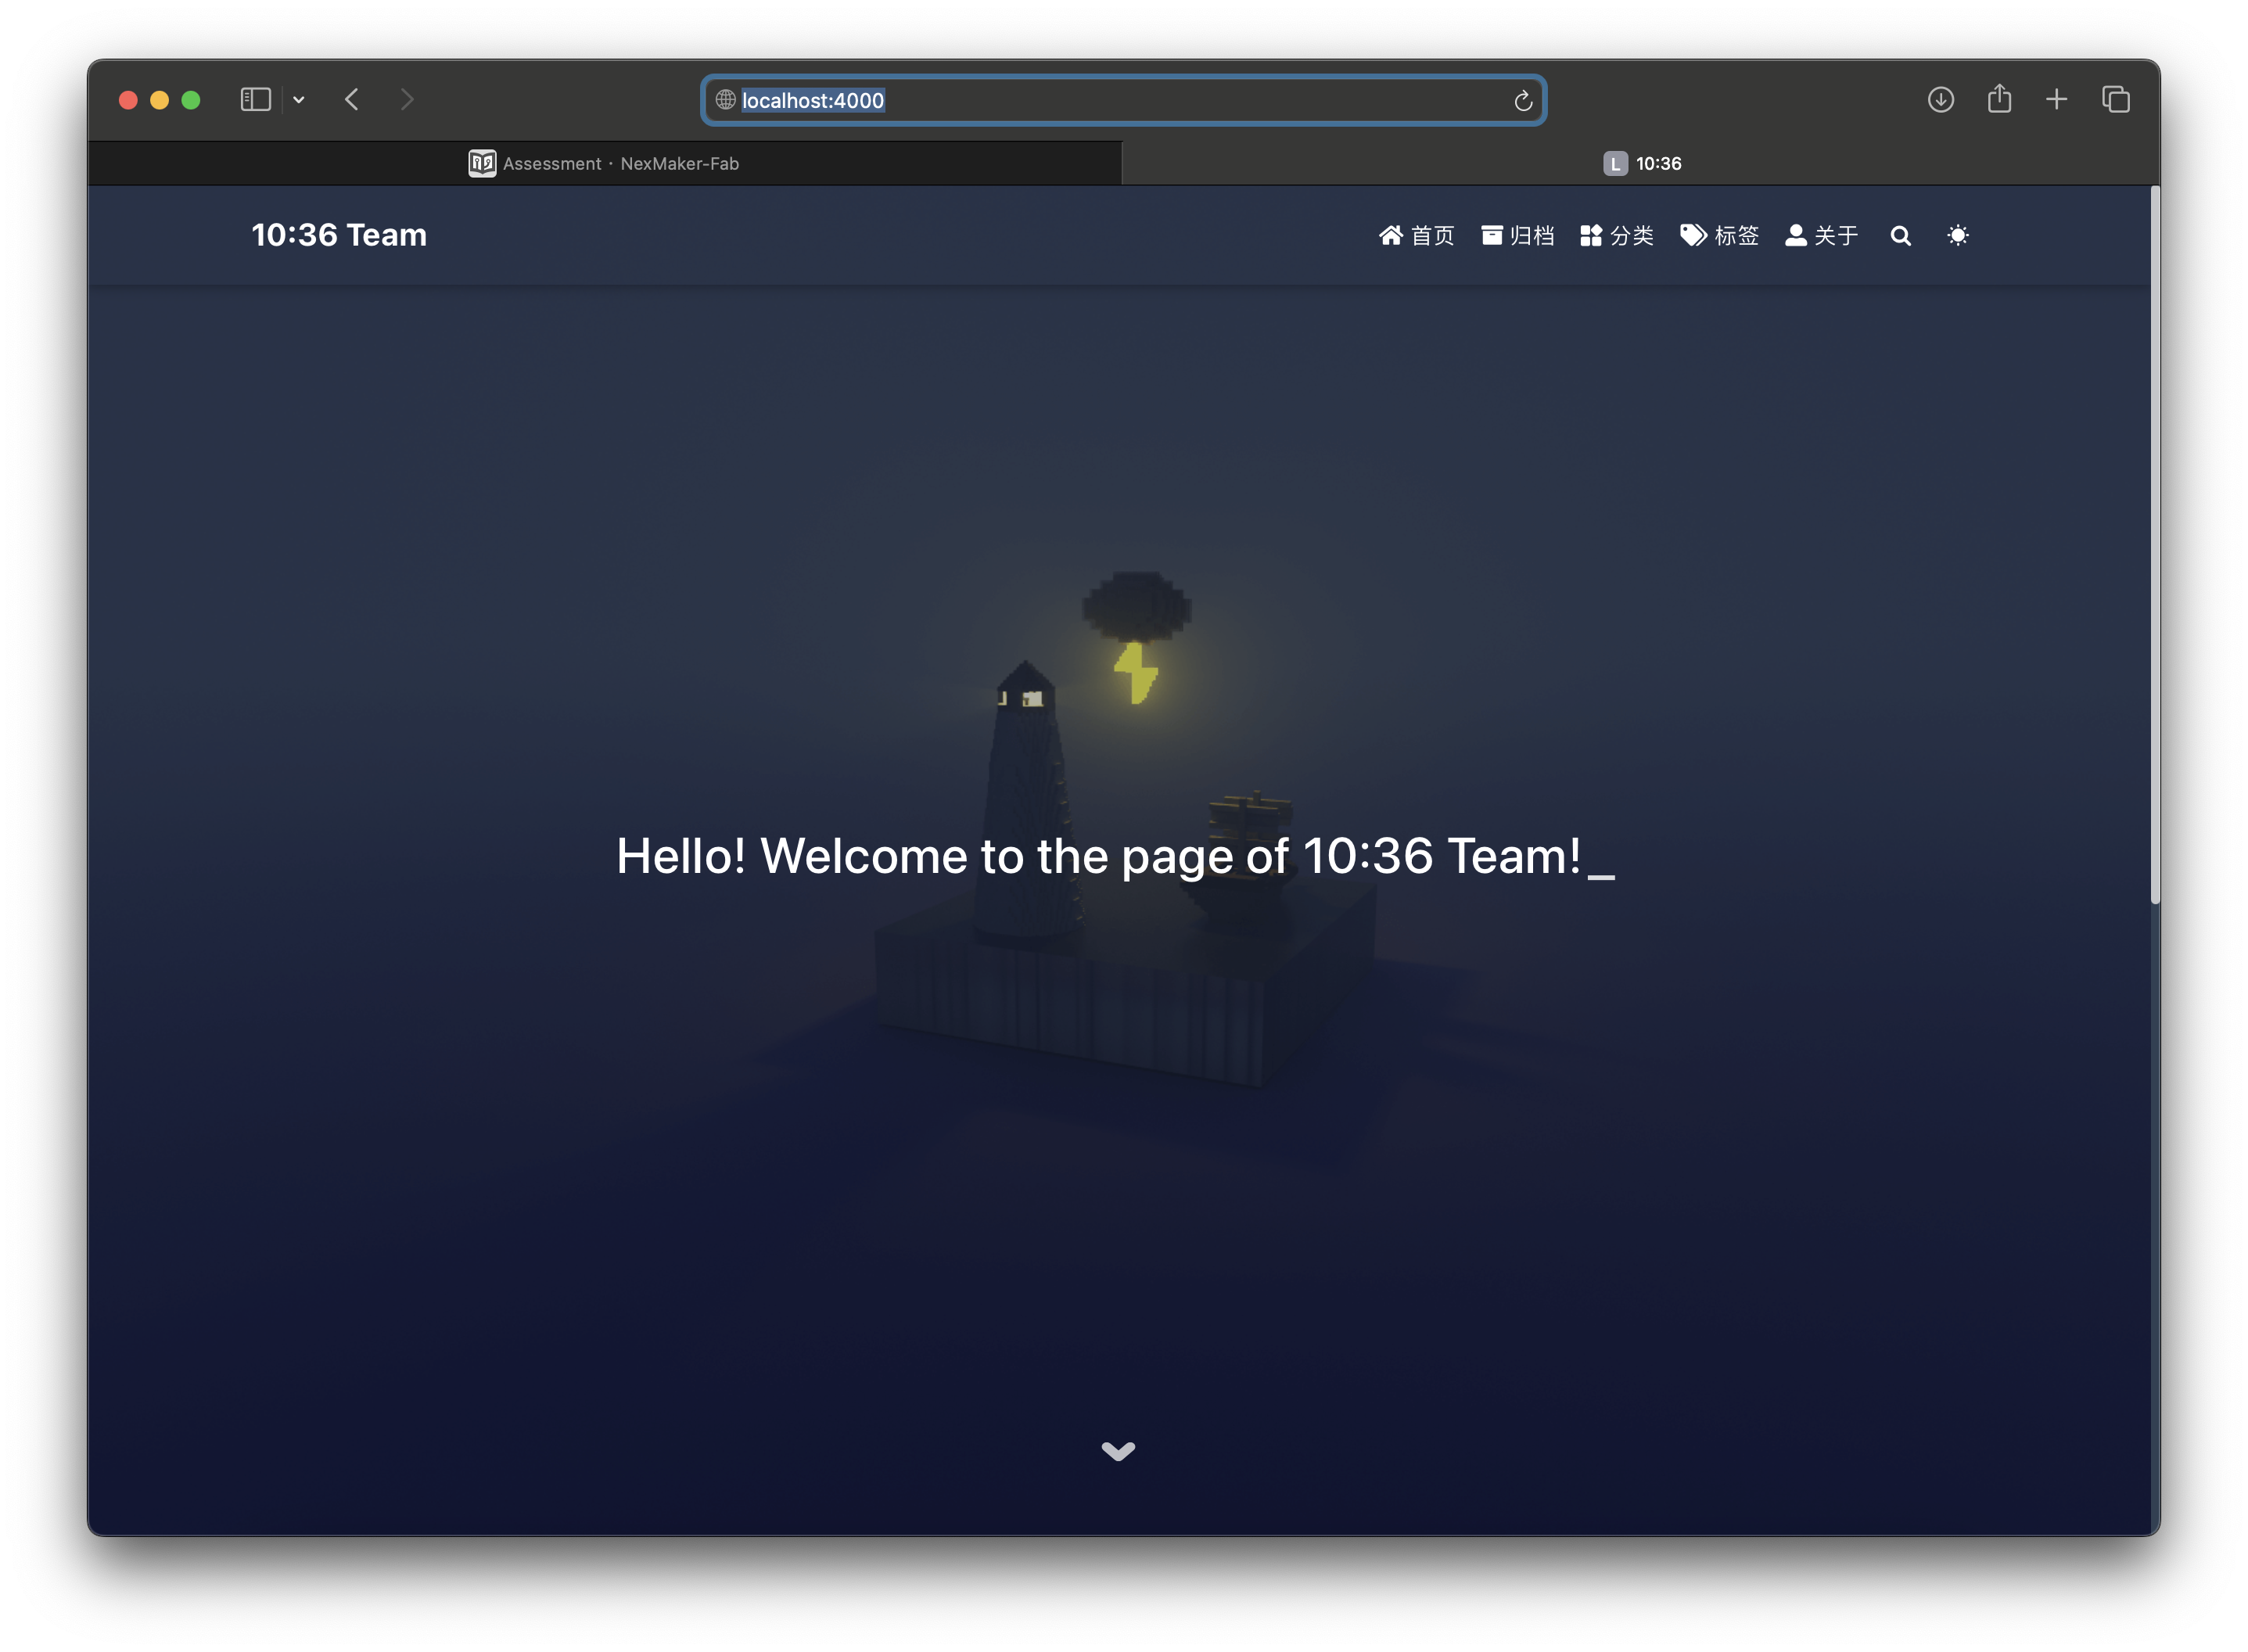 localhost:4000
Assessment · NexMaker-Fab
L 10:36
10:36 Team
首页 归档 分类 标签 关于
Hello! Welcome to the page of 10:36 Team!_